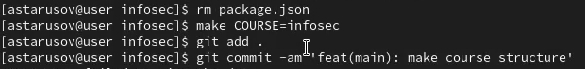 [astarusov@user infosec]$ rm package.json
[astarusov@user infosec]$ make COURSE=infosec
[astarusov@user infosec]$ git add .
[astarusov@user infosec]$ git commit -am 'feat(main): make course structure'